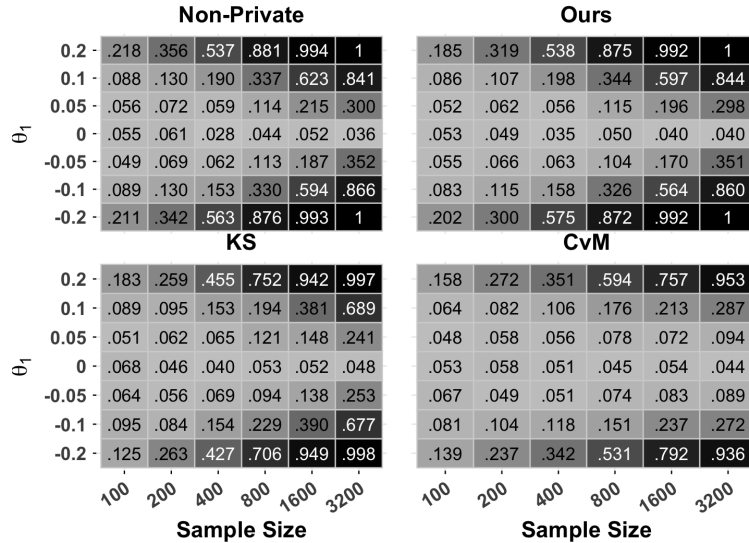 Non-Private Ours
0.2 .218 .356 .537 .881 .994 1 .185 .319 .538 .875 .992 1
0.1 .088 .130 .190 .337 .623 .841 .086 .107 .198 .344 .597 .844
0.05 .056 .072 .059 .114 .215 .300 .052 .062 .056 .115 .196 .298
θ1 0 .055 .061 .028 .044 .052 .036 .053 .049 .035 .050 .040 .040
-0.05 .049 .069 .062 .113 .187 .352 .055 .066 .063 .104 .170 .351
-0.1 .089 .130 .153 .330 .594 .866 .083 .115 .158 .326 .564 .860
-0.2 .211 .342 .563 .876 .993 1 .202 .300 .575 .872 .992 1
KS CvM
0.2 .183 .259 .455 .752 .942 .997 .158 .272 .351 .594 .757 .953
0.1 .089 .095 .153 .194 .381 .689 .064 .082 .106 .176 .213 .287
0.05 .051 .062 .065 .121 .148 .241 .048 .058 .056 .078 .072 .094
θ1 0 .068 .046 .040 .053 .052 .048 .053 .058 .051 .045 .054 .044
-0.05 .064 .056 .069 .094 .138 .253 .067 .049 .051 .074 .083 .089
-0.1 .095 .084 .154 .229 .390 .677 .081 .104 .118 .151 .237 .272
-0.2 .125 .263 .427 .706 .949 .998 .139 .237 .342 .531 .792 .936
100 200 400 800 1600 3200 100 200 400 800 1600 3200
Sample Size Sample Size